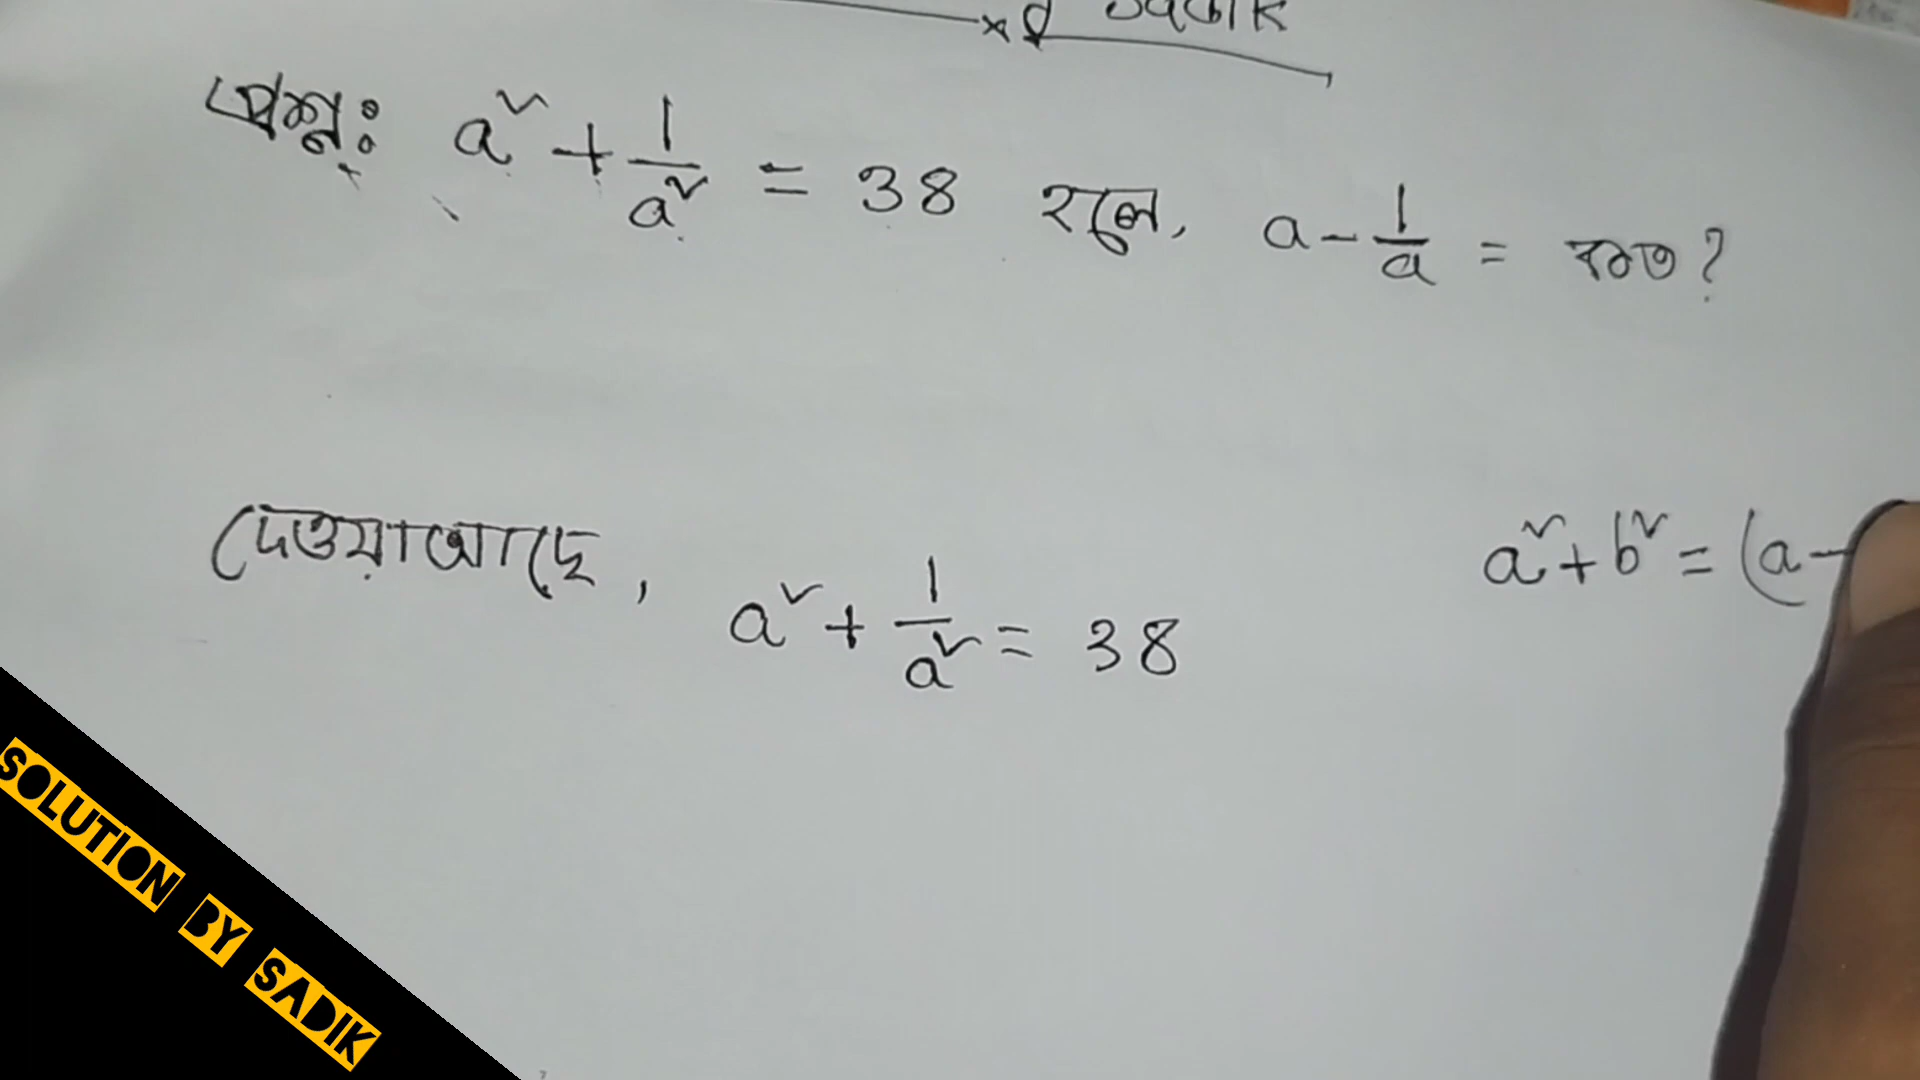 প্রশ্নঃ a² + 1/a² = 38 হলে, a - 1/a = কত?
দেওয়া আছে, a² + 1/a² = 38
a² + b² = (a -
SOLUTION BY SADIK